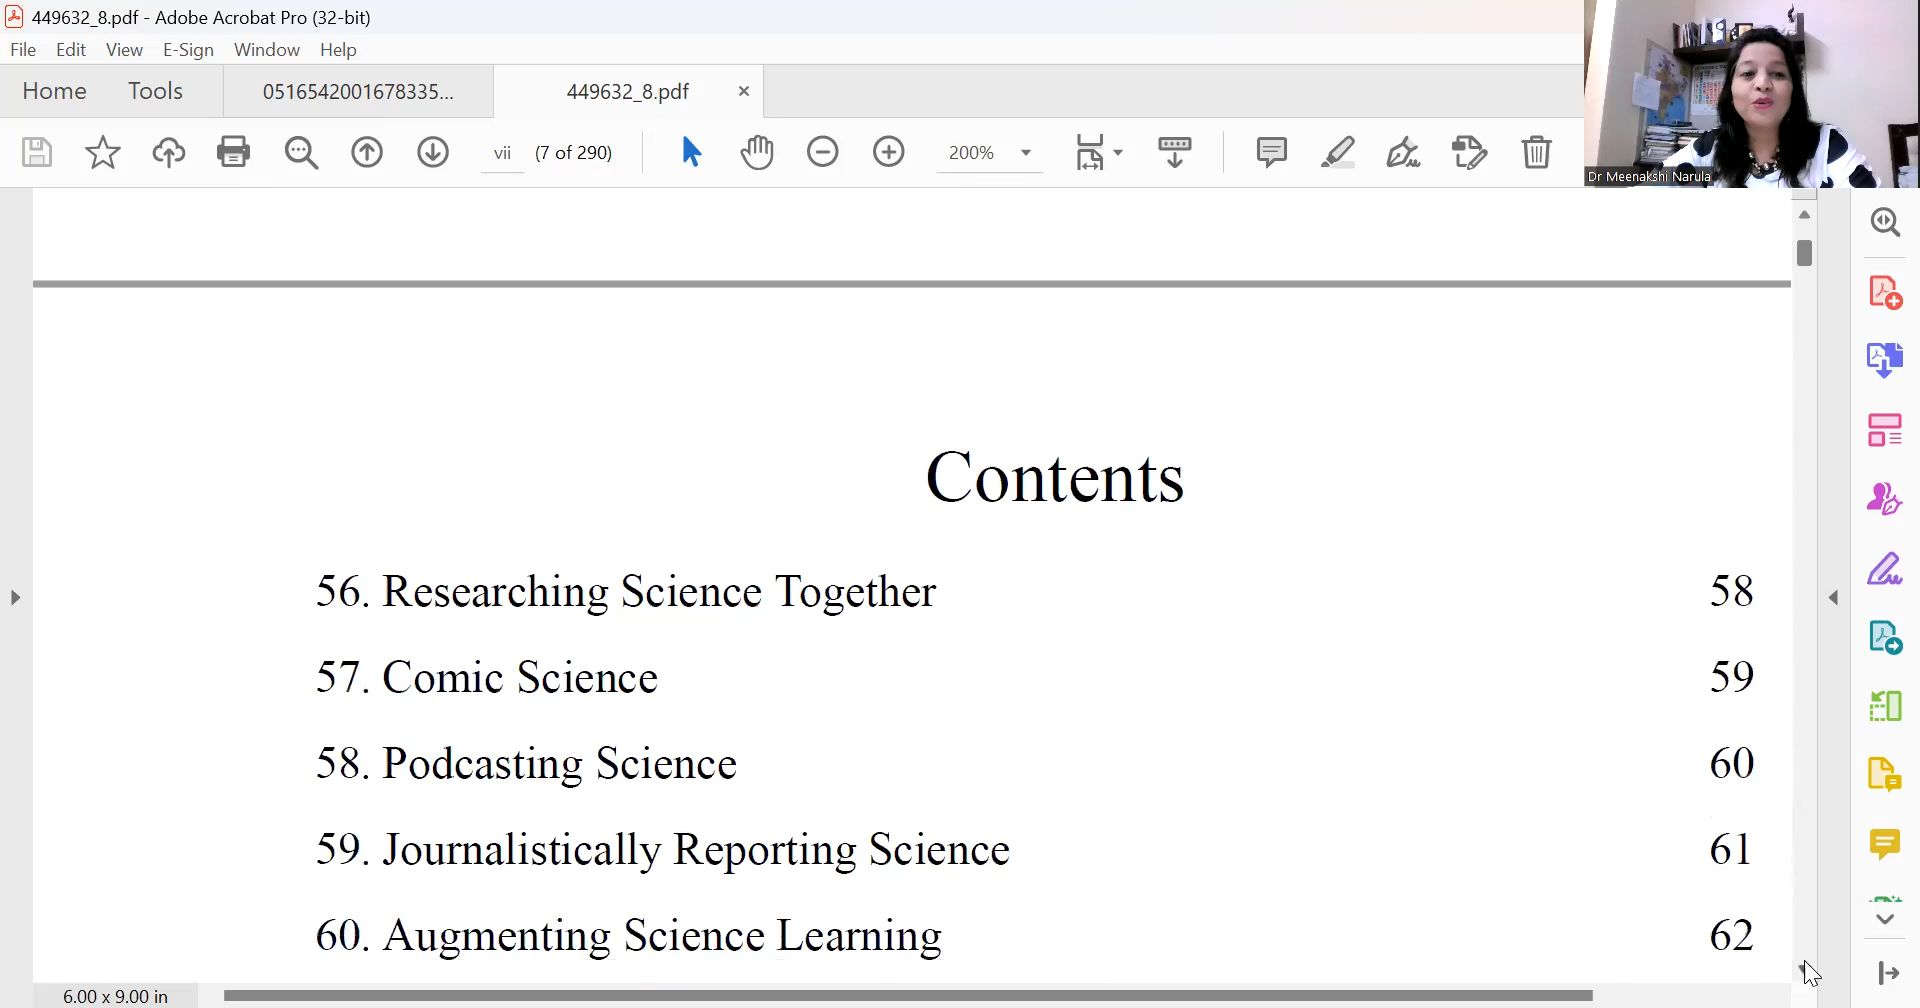 449632_8.pdf - Adobe Acrobat Pro (32-bit)
File Edit View E-Sign Window Help
Home Tools 0516542001678335... 449632_8.pdf ×
vii (7 of 290) 200%
Dr Meenakshi Narula
Contents
56. Researching Science Together 58
57. Comic Science 59
58. Podcasting Science 60
59. Journalistically Reporting Science 61
60. Augmenting Science Learning 62
6.00 x 9.00 in